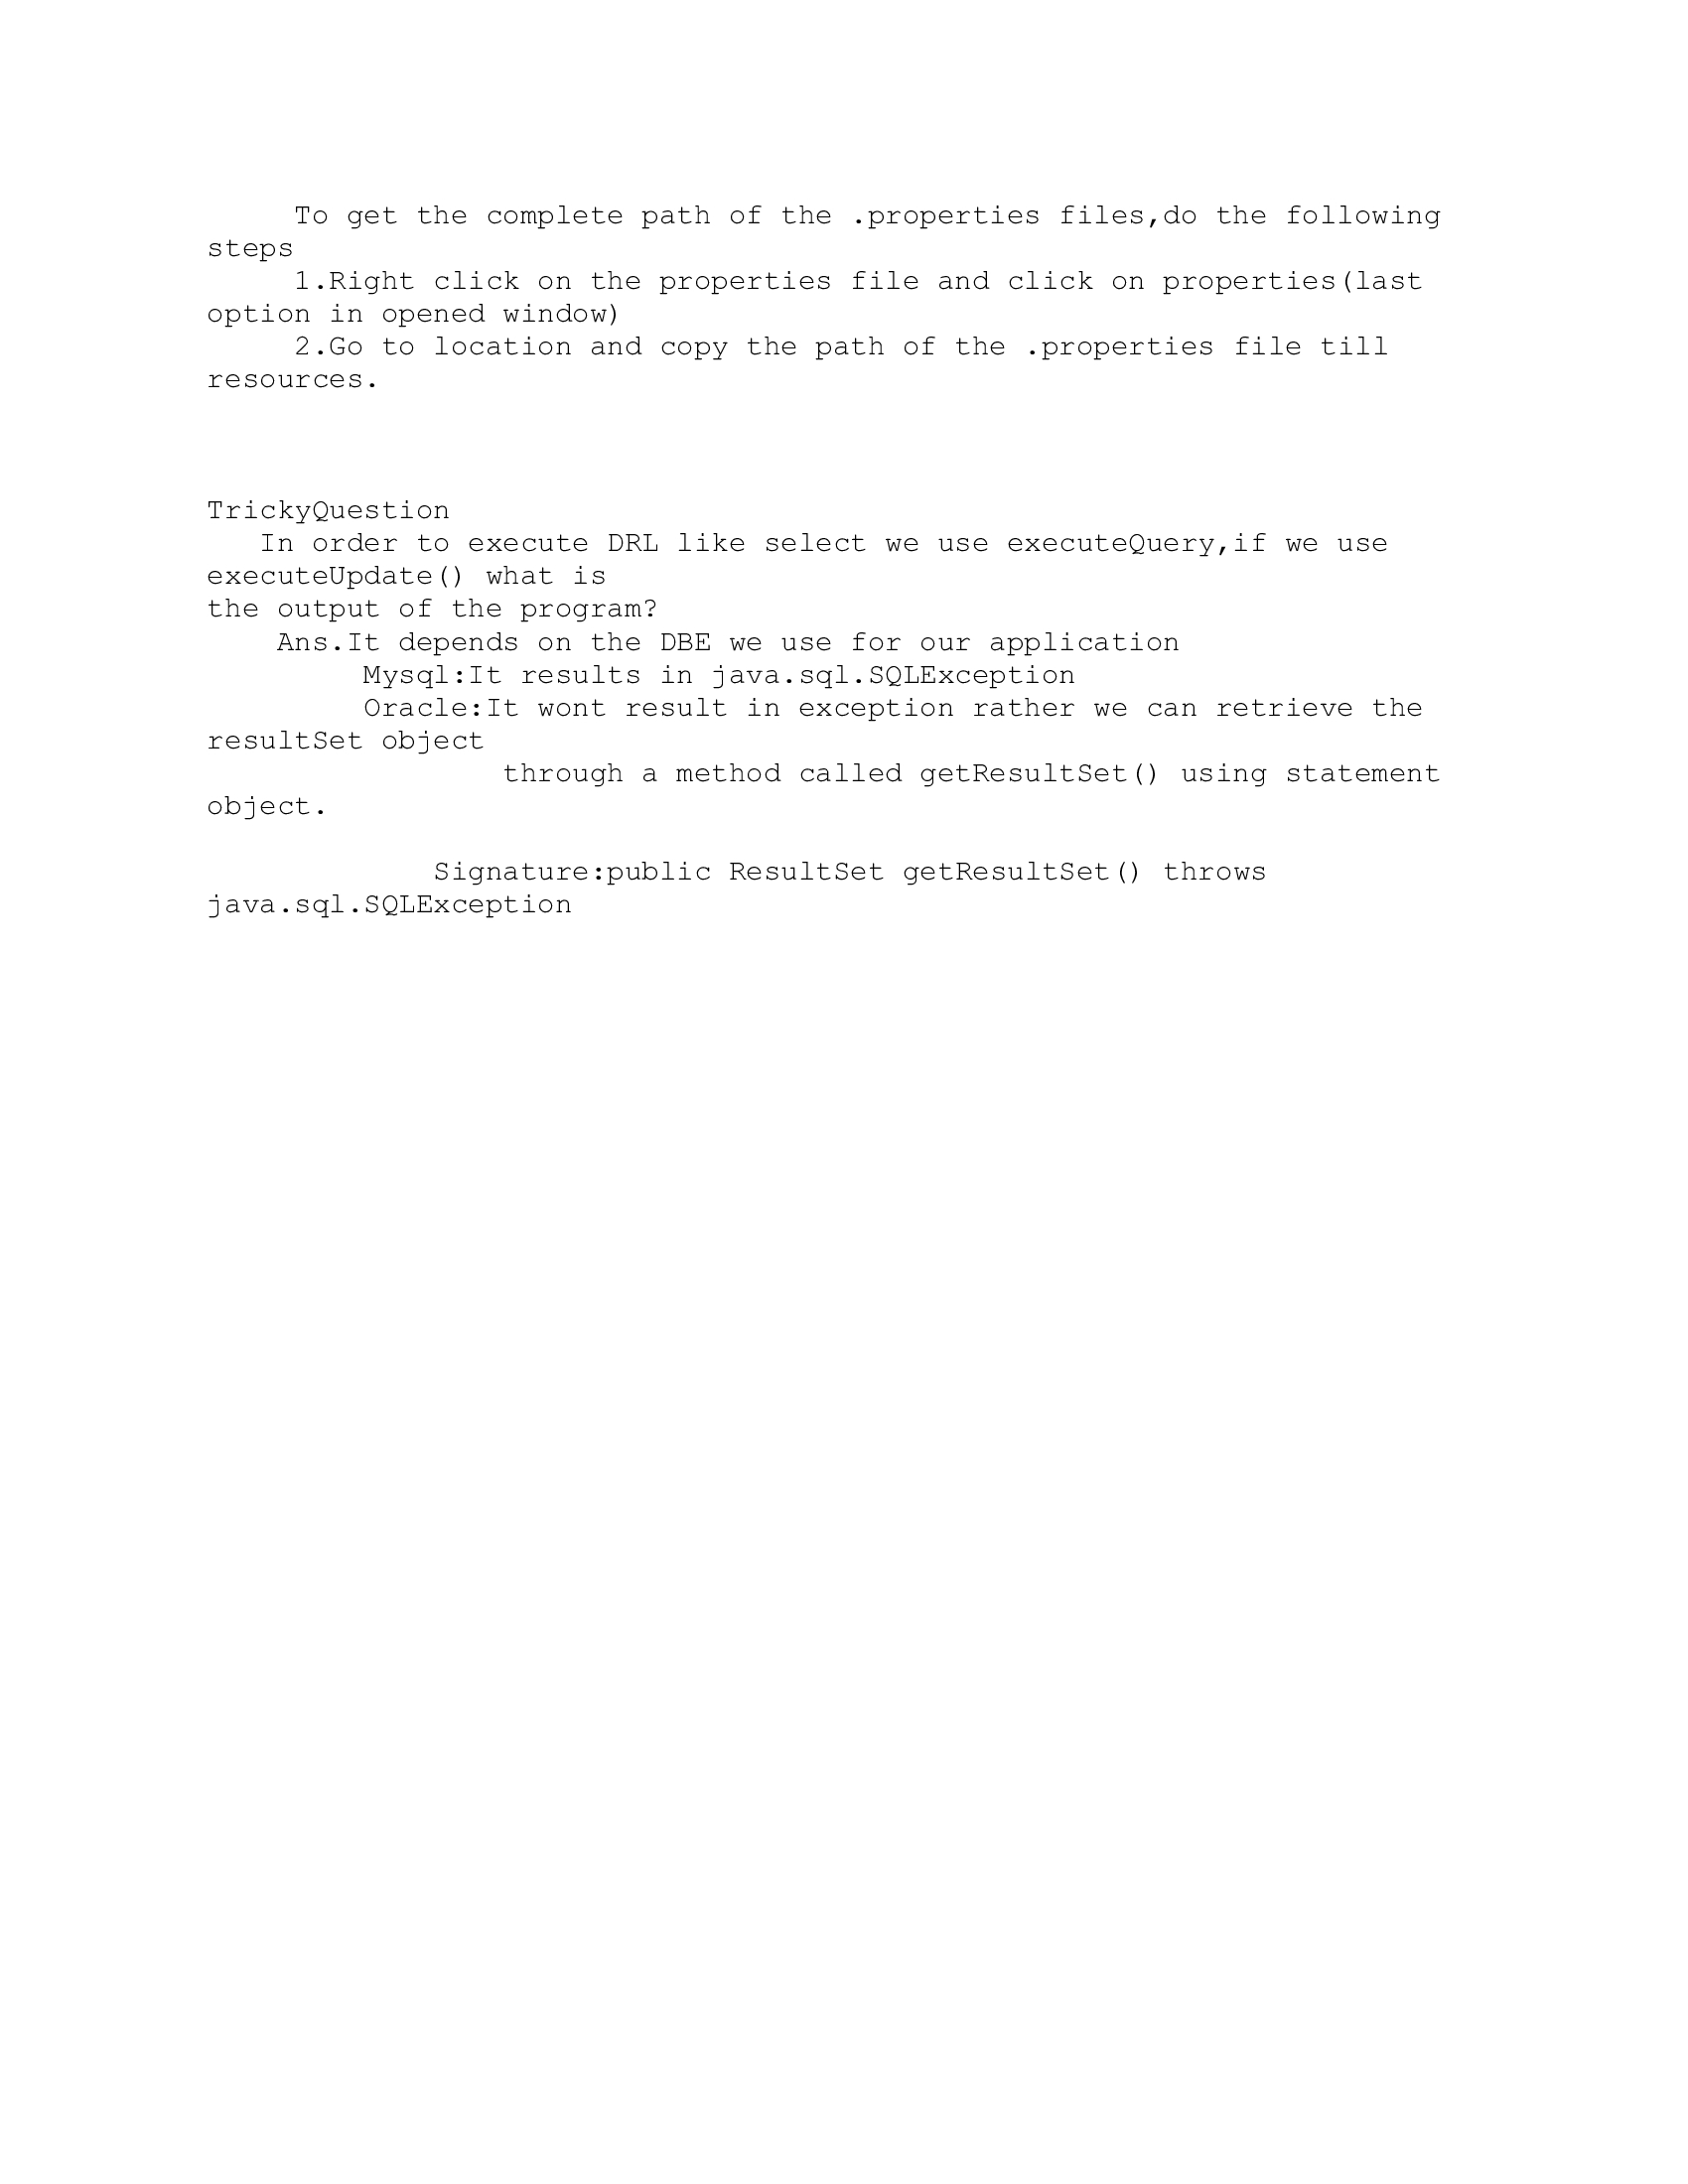 To get the complete path of the .properties files,do the following
steps
1.Right click on the properties file and click on properties(last
option in opened window)
2.Go to location and copy the path of the .properties file till
resources.
TrickyQuestion
In order to execute DRL like select we use executeQuery,if we use
executeUpdate() what is
the output of the program?
Ans.It depends on the DBE we use for our application
Mysql:It results in java.sql.SQLException
Oracle:It wont result in exception rather we can retrieve the
resultSet object
through a method called getResultSet() using statement
object.
Signature:public ResultSet getResultSet() throws
java.sql.SQLException